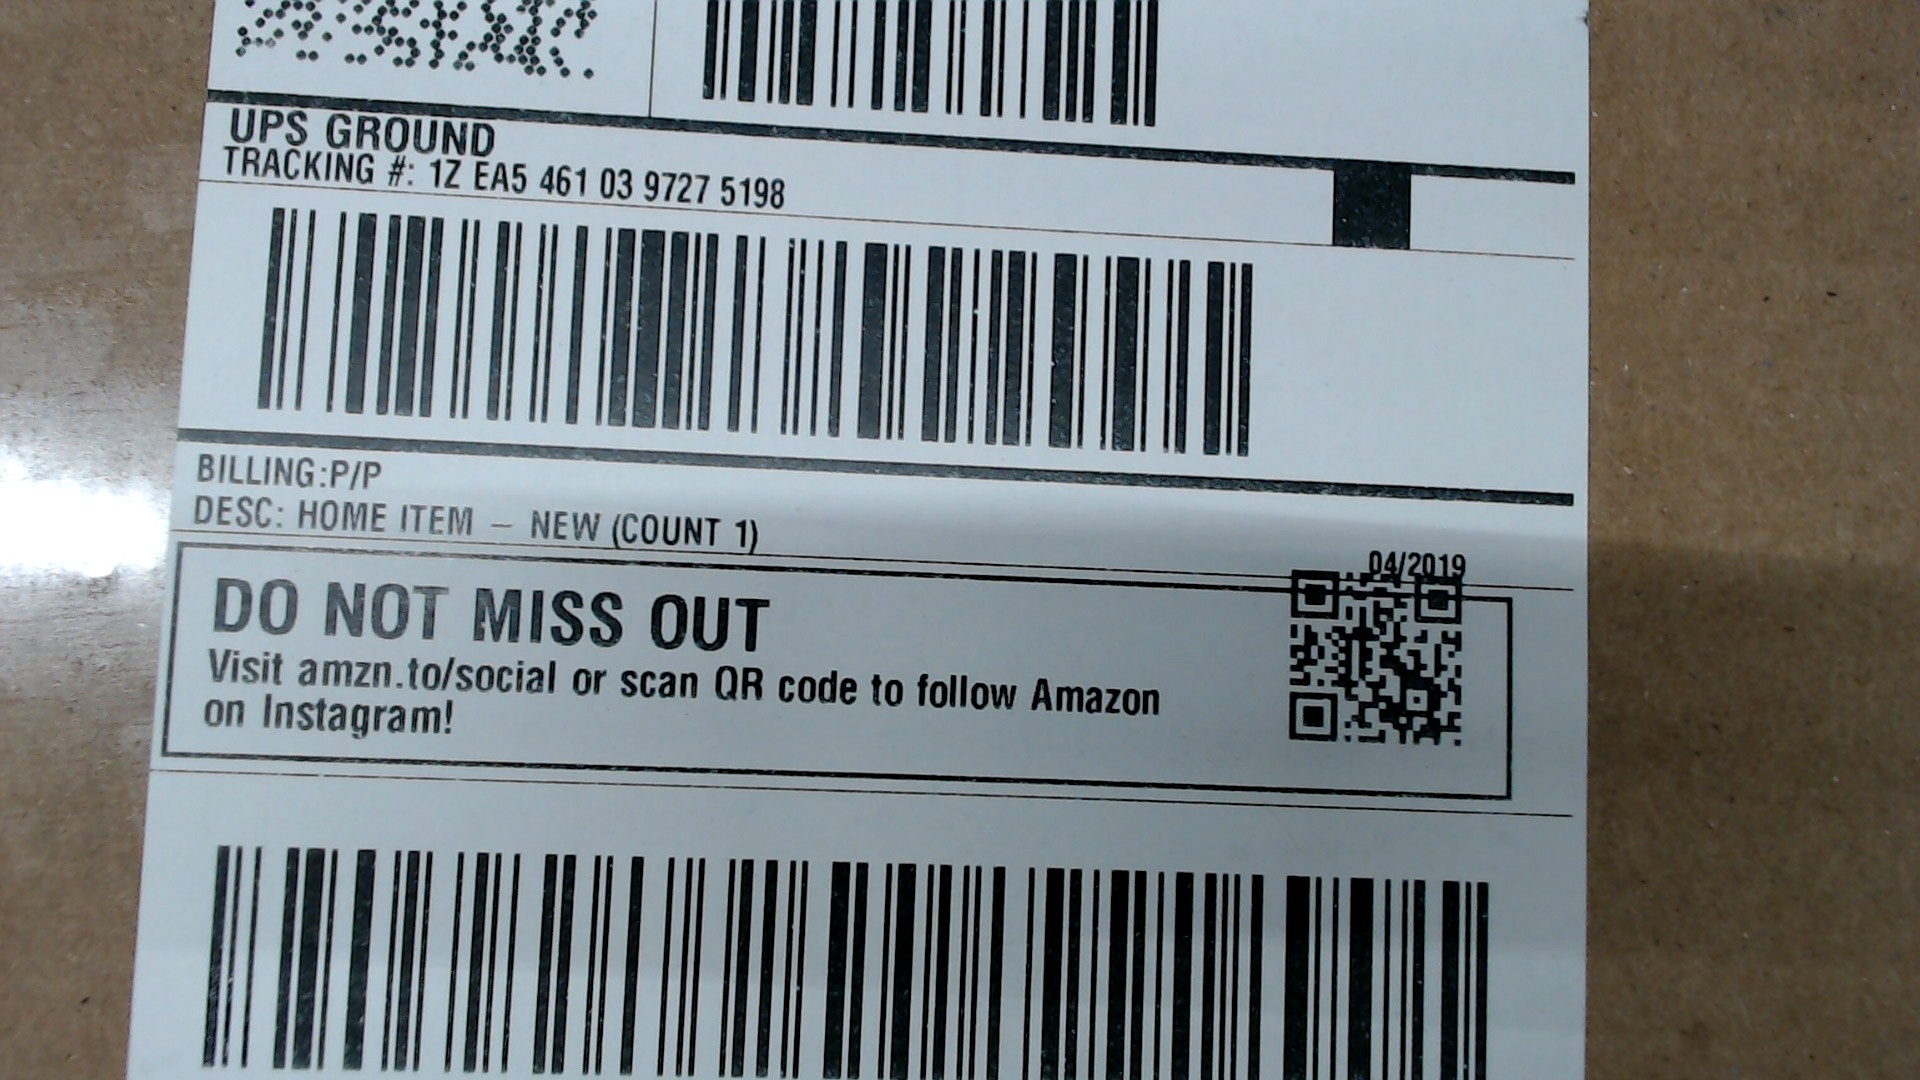 UPS GROUND
TRACKING #: 1Z EA5 461 03 9727 5198
BILLING:P/P
DESC: HOME ITEM – NEW (COUNT 1)
04/2019
DO NOT MISS OUT
Visit amzn.to/social or scan QR code to follow Amazon
on Instagram!